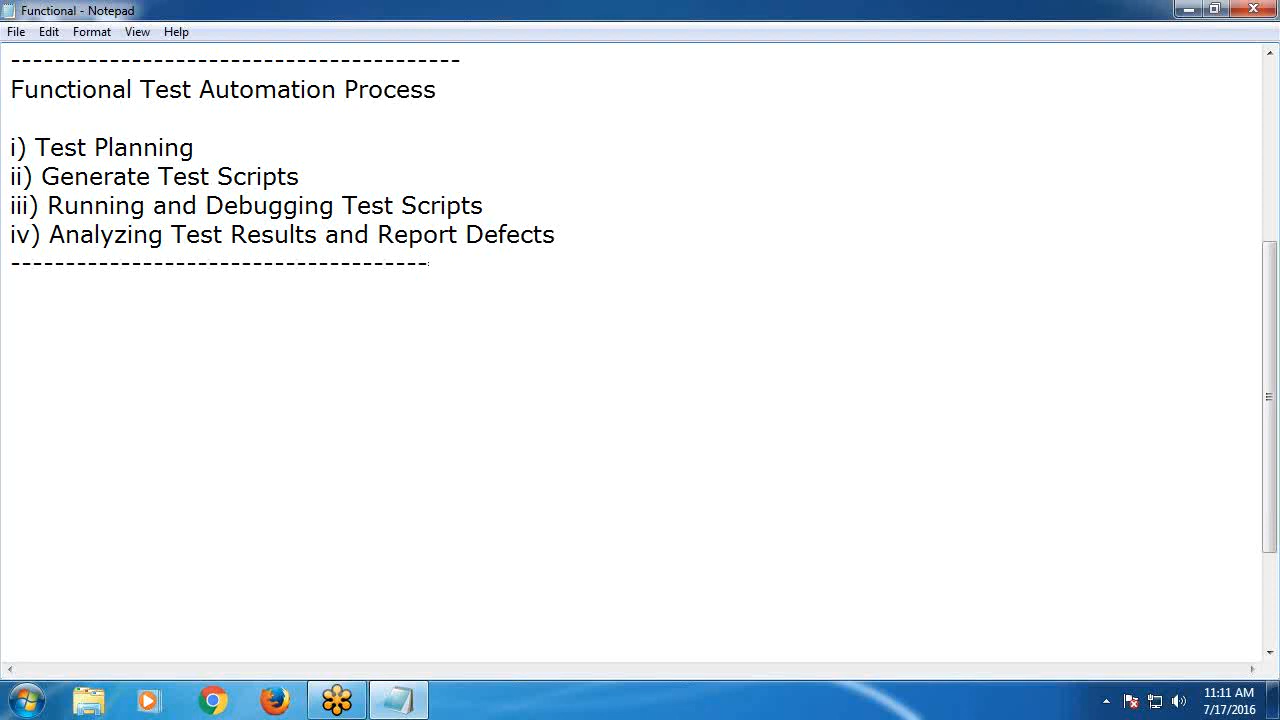 Functional - Notepad
File Edit Format View Help
-----------------------------------------
Functional Test Automation Process
i) Test Planning
ii) Generate Test Scripts
iii) Running and Debugging Test Scripts
iv) Analyzing Test Results and Report Defects
--------------------------------------
11:11 AM
7/17/2016